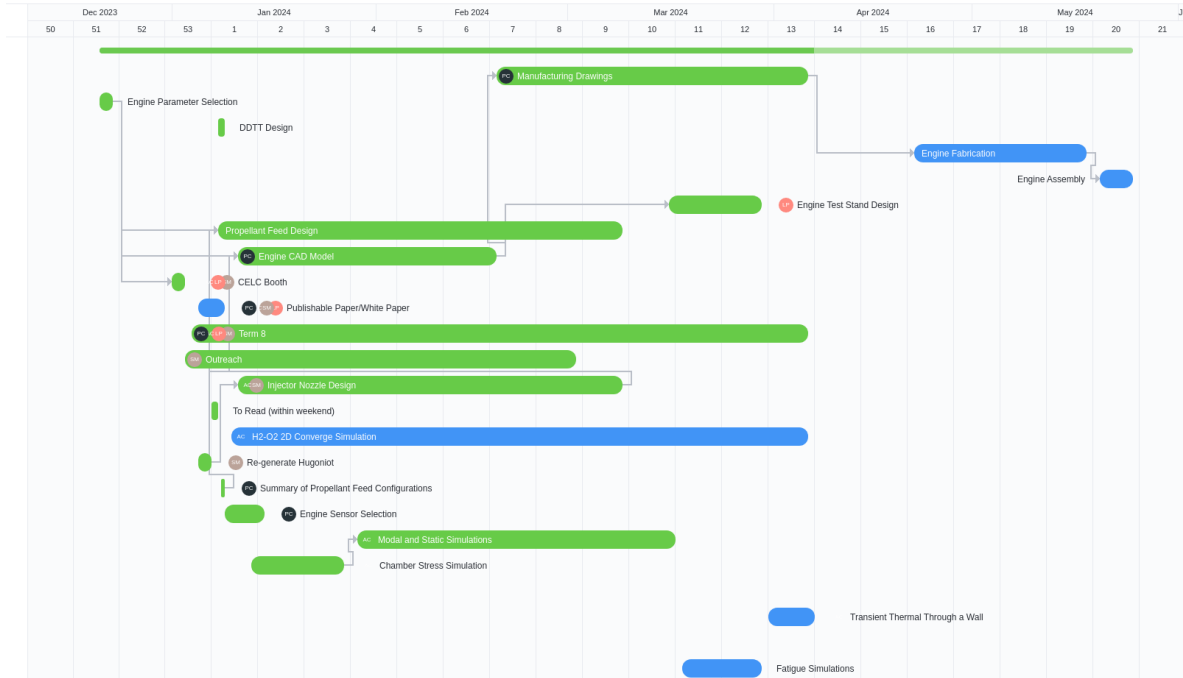 Dec 2023 Jan 2024 Feb 2024 Mar 2024 Apr 2024 May 2024 J
50 51 52 53 1 2 3 4 5 6 7 8 9 10 11 12 13 14 15 16 17 18 19 20 21
PC Manufacturing Drawings
Engine Parameter Selection
DDTT Design
Engine Fabrication
Engine Assembly
LP Engine Test Stand Design
Propellant Feed Design
PC Engine CAD Model
LP CELC Booth
PC SM Publishable Paper/White Paper
PC LP Term 8
SM Outreach
AC SM Injector Nozzle Design
To Read (within weekend)
AC H2-O2 2D Converge Simulation
SM Re-generate Hugoniot
PC Summary of Propellant Feed Configurations
PC Engine Sensor Selection
AC Modal and Static Simulations
Chamber Stress Simulation
Transient Thermal Through a Wall
Fatigue Simulations